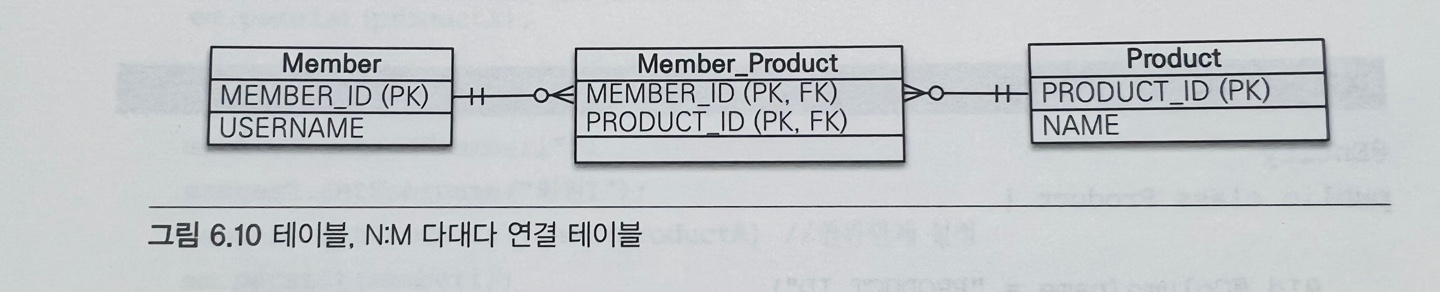 Member
MEMBER_ID (PK)
USERNAME
Member_Product
MEMBER_ID (PK, FK)
PRODUCT_ID (PK, FK)
Product
PRODUCT_ID (PK)
NAME
그림 6.10 테이블, N:M 다대다 연결 테이블